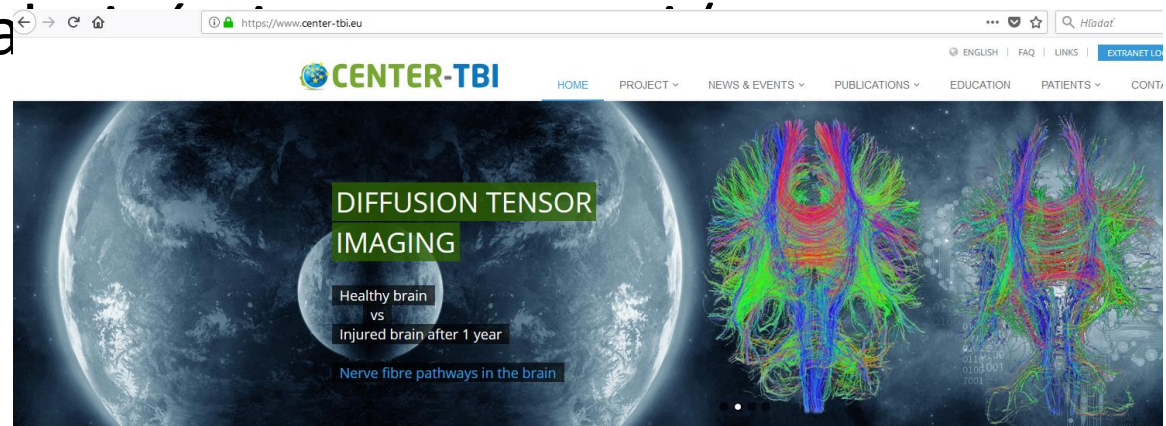 https://www.center-tbi.eu
Hľadať
ENGLISH | FAQ | LINKS |
CENTER-TBI
HOME PROJECT NEWS & EVENTS PUBLICATIONS EDUCATION PATIENTS
DIFFUSION TENSOR
IMAGING
Healthy brain
vs
Injured brain after 1 year
Nerve fibre pathways in the brain